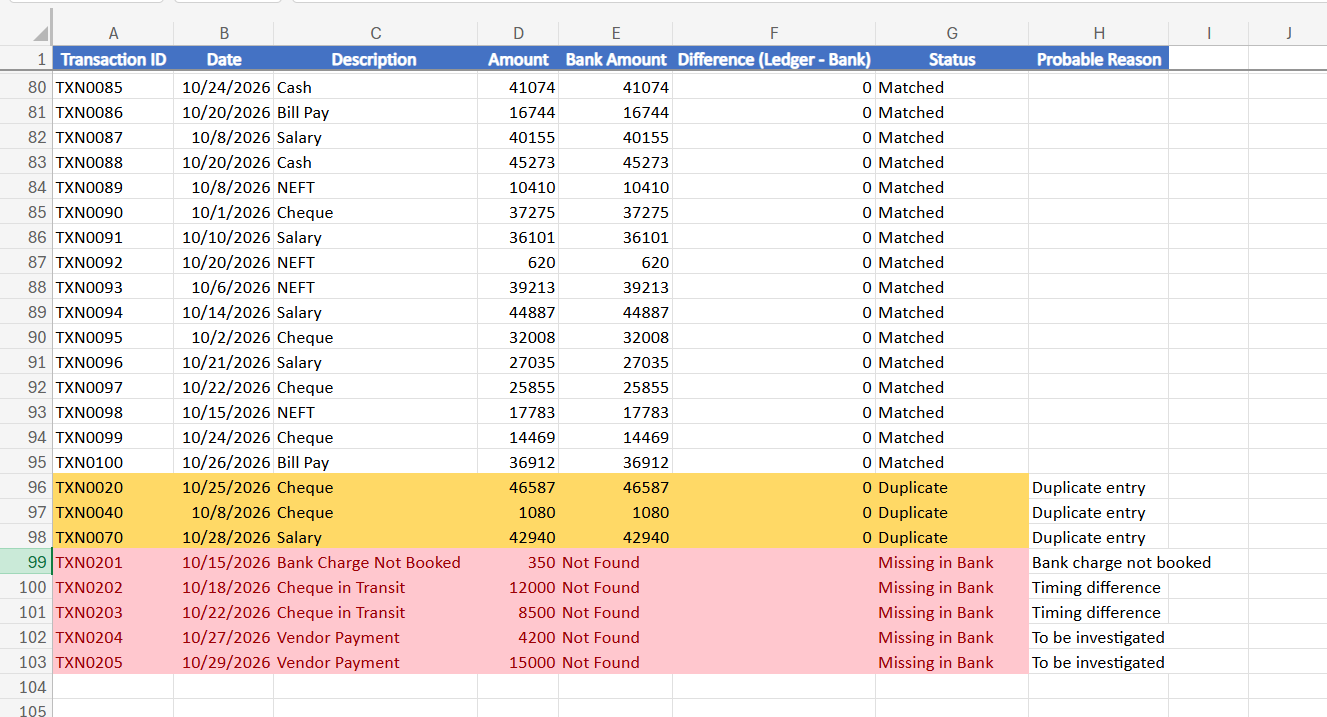 A B C D E F G H I J
1 Transaction ID Date Description Amount Bank Amount Difference (Ledger - Bank) Status Probable Reason
80 TXN0085 10/24/2026 Cash 41074 41074 0 Matched
81 TXN0086 10/20/2026 Bill Pay 16744 16744 0 Matched
82 TXN0087 10/8/2026 Salary 40155 40155 0 Matched
83 TXN0088 10/20/2026 Cash 45273 45273 0 Matched
84 TXN0089 10/8/2026 NEFT 10410 10410 0 Matched
85 TXN0090 10/1/2026 Cheque 37275 37275 0 Matched
86 TXN0091 10/10/2026 Salary 36101 36101 0 Matched
87 TXN0092 10/20/2026 NEFT 620 620 0 Matched
88 TXN0093 10/6/2026 NEFT 39213 39213 0 Matched
89 TXN0094 10/14/2026 Salary 44887 44887 0 Matched
90 TXN0095 10/2/2026 Cheque 32008 32008 0 Matched
91 TXN0096 10/21/2026 Salary 27035 27035 0 Matched
92 TXN0097 10/22/2026 Cheque 25855 25855 0 Matched
93 TXN0098 10/15/2026 NEFT 17783 17783 0 Matched
94 TXN0099 10/24/2026 Cheque 14469 14469 0 Matched
95 TXN0100 10/26/2026 Bill Pay 36912 36912 0 Matched
96 TXN0020 10/25/2026 Cheque 46587 46587 0 Duplicate Duplicate entry
97 TXN0040 10/8/2026 Cheque 1080 1080 0 Duplicate Duplicate entry
98 TXN0070 10/28/2026 Salary 42940 42940 0 Duplicate Duplicate entry
99 TXN0201 10/15/2026 Bank Charge Not Booked 350 Not Found Missing in Bank Bank charge not booked
100 TXN0202 10/18/2026 Cheque in Transit 12000 Not Found Missing in Bank Timing difference
101 TXN0203 10/22/2026 Cheque in Transit 8500 Not Found Missing in Bank Timing difference
102 TXN0204 10/27/2026 Vendor Payment 4200 Not Found Missing in Bank To be investigated
103 TXN0205 10/29/2026 Vendor Payment 15000 Not Found Missing in Bank To be investigated
104
105